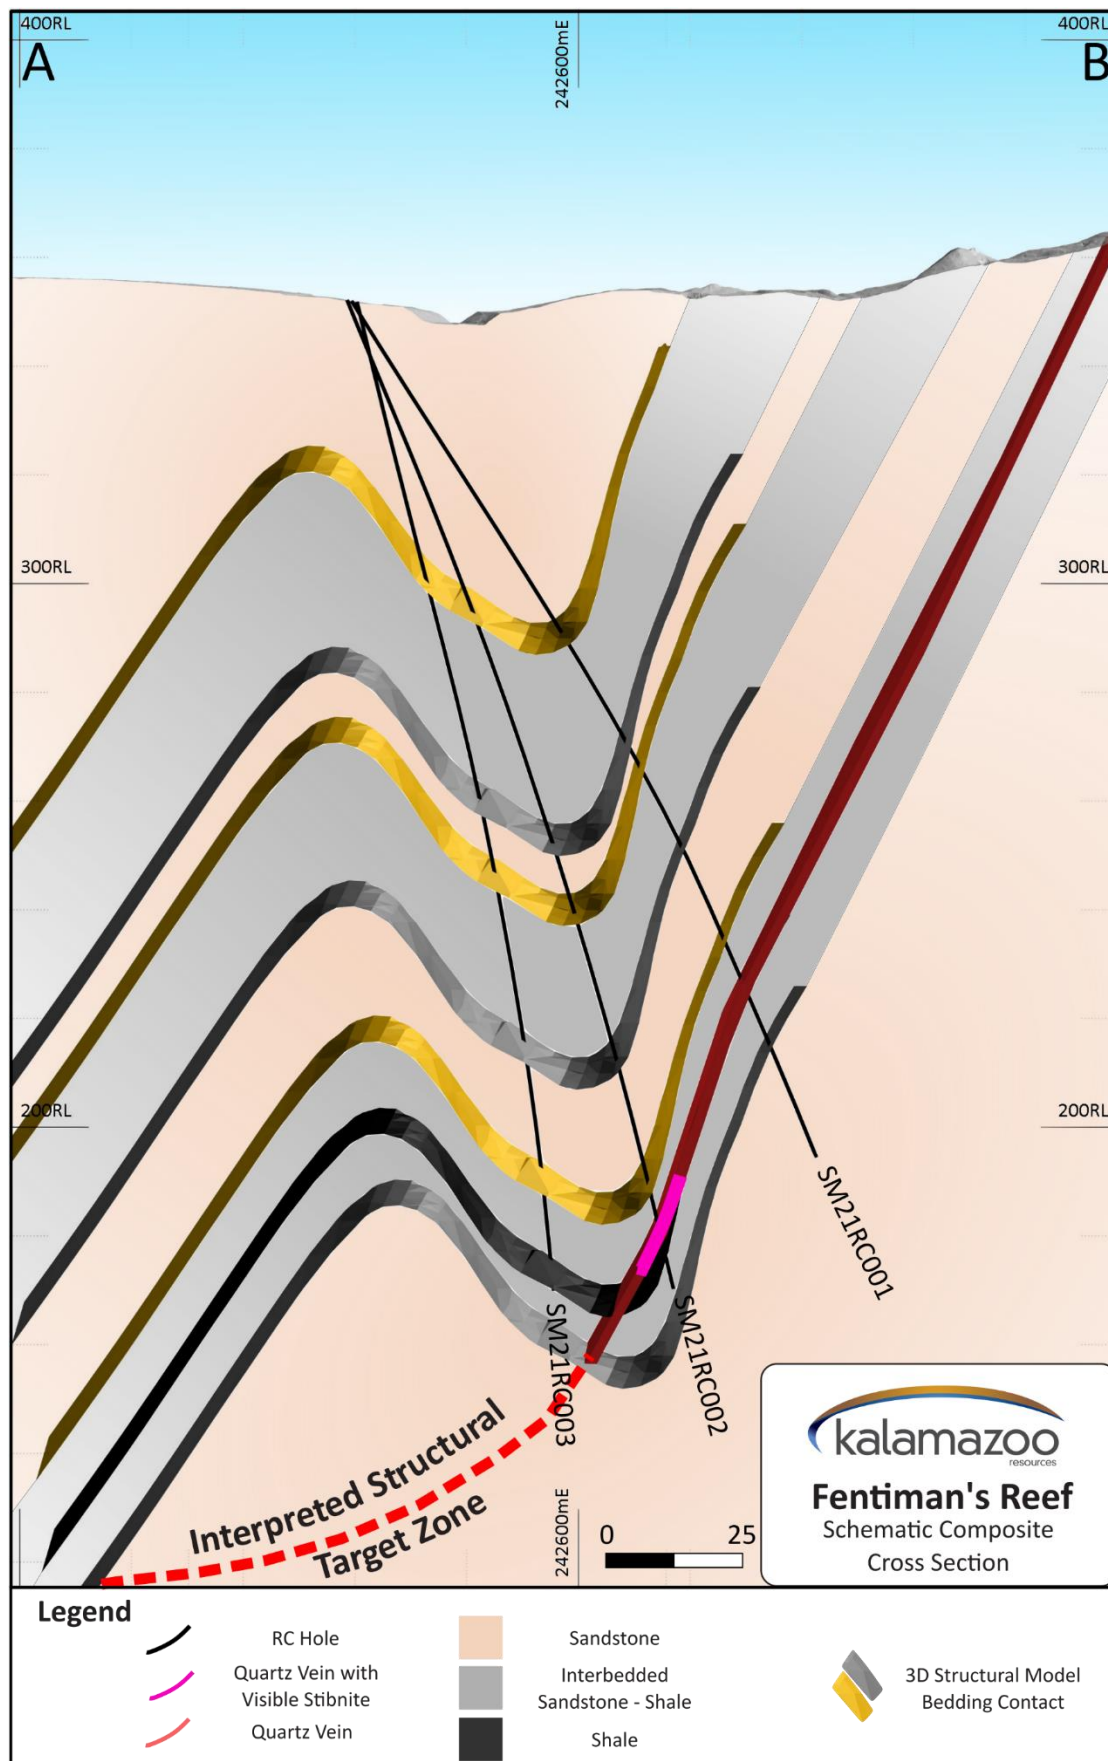 400RL
400RL
A
242600mE
B
300RL
300RL
200RL
200RL
SM21RC001
SM21RC002
SM21RC003
Interpreted Structural
Target Zone
242600mE
0
25
kalamazoo
resources
Fentiman's Reef
Schematic Composite
Cross Section
Legend
RC Hole
Quartz Vein with
Visible Stibnite
Quartz Vein
Sandstone
Interbedded
Sandstone - Shale
Shale
3D Structural Model
Bedding Contact